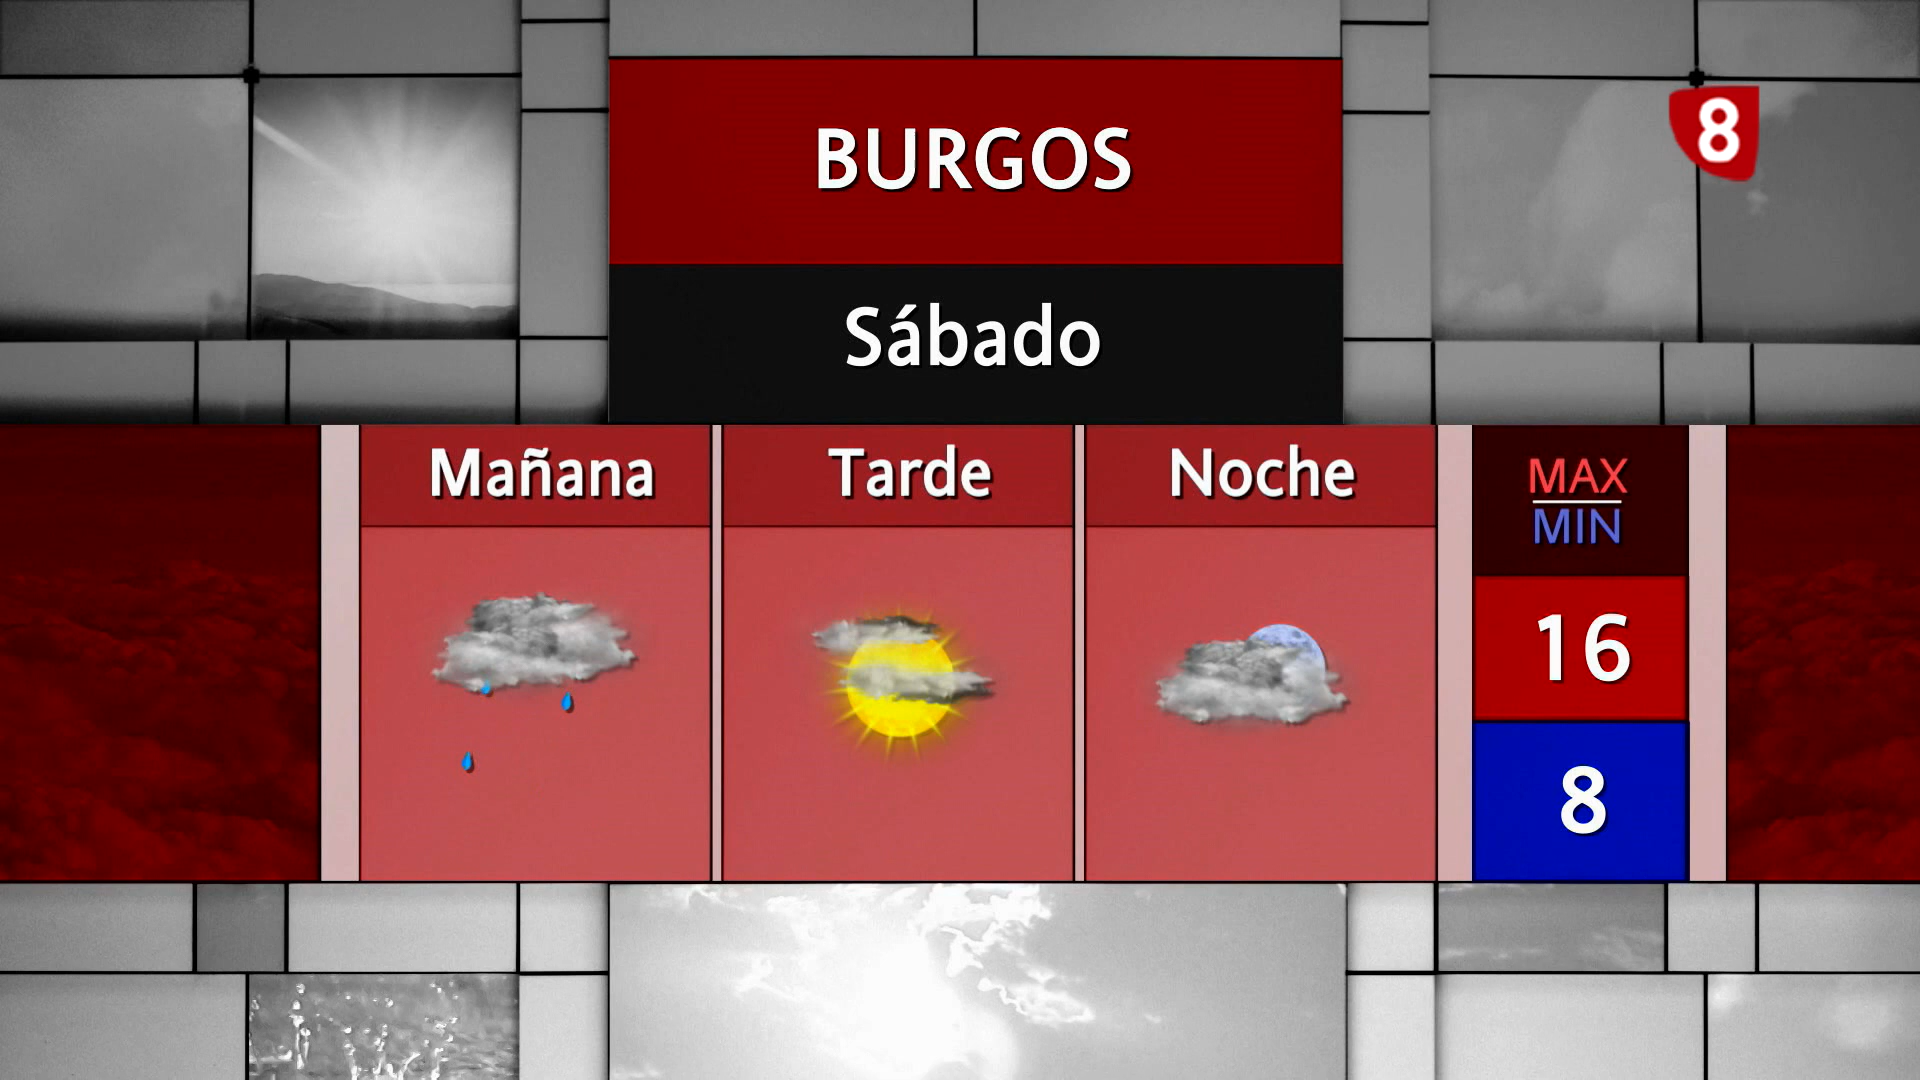 BURGOS
8
Sábado
Mañana
Tarde
Noche
MAX
MIN
16
8